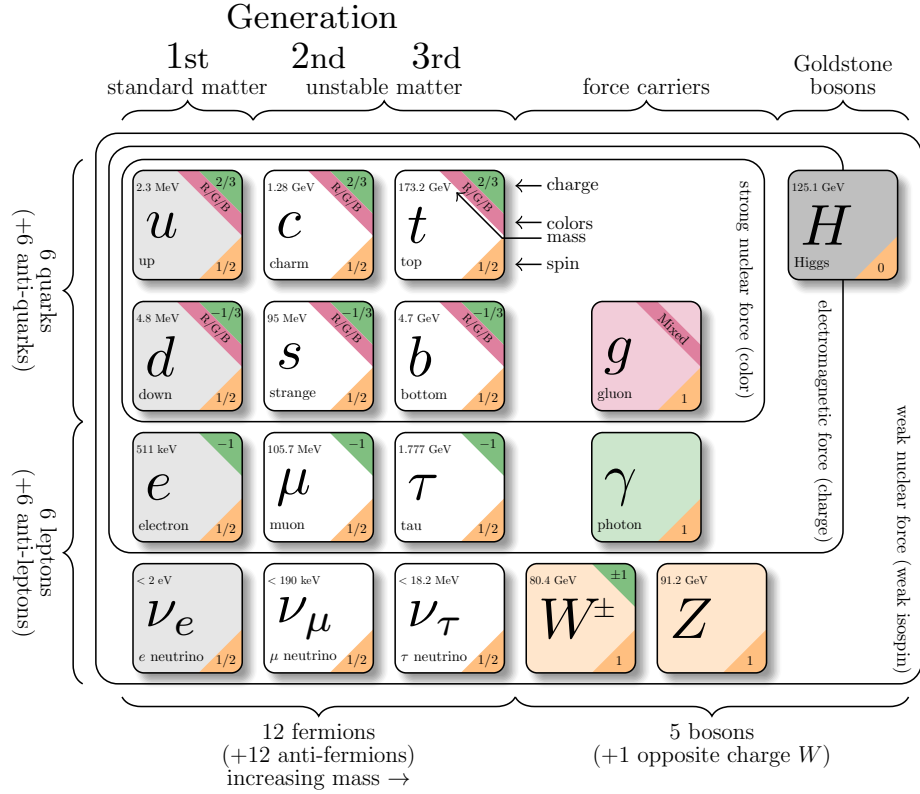 Generation
1st 2nd 3rd
standard matter unstable matter force carriers Goldstone bosons
6 quarks
(+6 anti-quarks)
6 leptons
(+6 anti-leptons)
2.3 MeV
2/3
R/G/B
u
up
1/2
1.28 GeV
2/3
R/G/B
c
charm
1/2
173.2 GeV
2/3
R/G/B
t
top
1/2
charge
colors
mass
spin
125.1 GeV
H
Higgs
0
4.8 MeV
−1/3
R/G/B
d
down
1/2
95 MeV
−1/3
R/G/B
s
strange
1/2
4.7 GeV
−1/3
R/G/B
b
bottom
1/2
Mixed
g
gluon
1
strong nuclear force (color)
511 keV
−1
e
electron
1/2
105.7 MeV
−1
μ
muon
1/2
1.777 GeV
−1
τ
tau
1/2
γ
photon
1
electromagnetic force (charge)
< 2 eV
νe
e neutrino
1/2
< 190 keV
νμ
μ neutrino
1/2
< 18.2 MeV
ντ
τ neutrino
1/2
80.4 GeV
±1
W±
1
91.2 GeV
Z
1
weak nuclear force (weak isospin)
12 fermions
(+12 anti-fermions)
increasing mass →
5 bosons
(+1 opposite charge W)